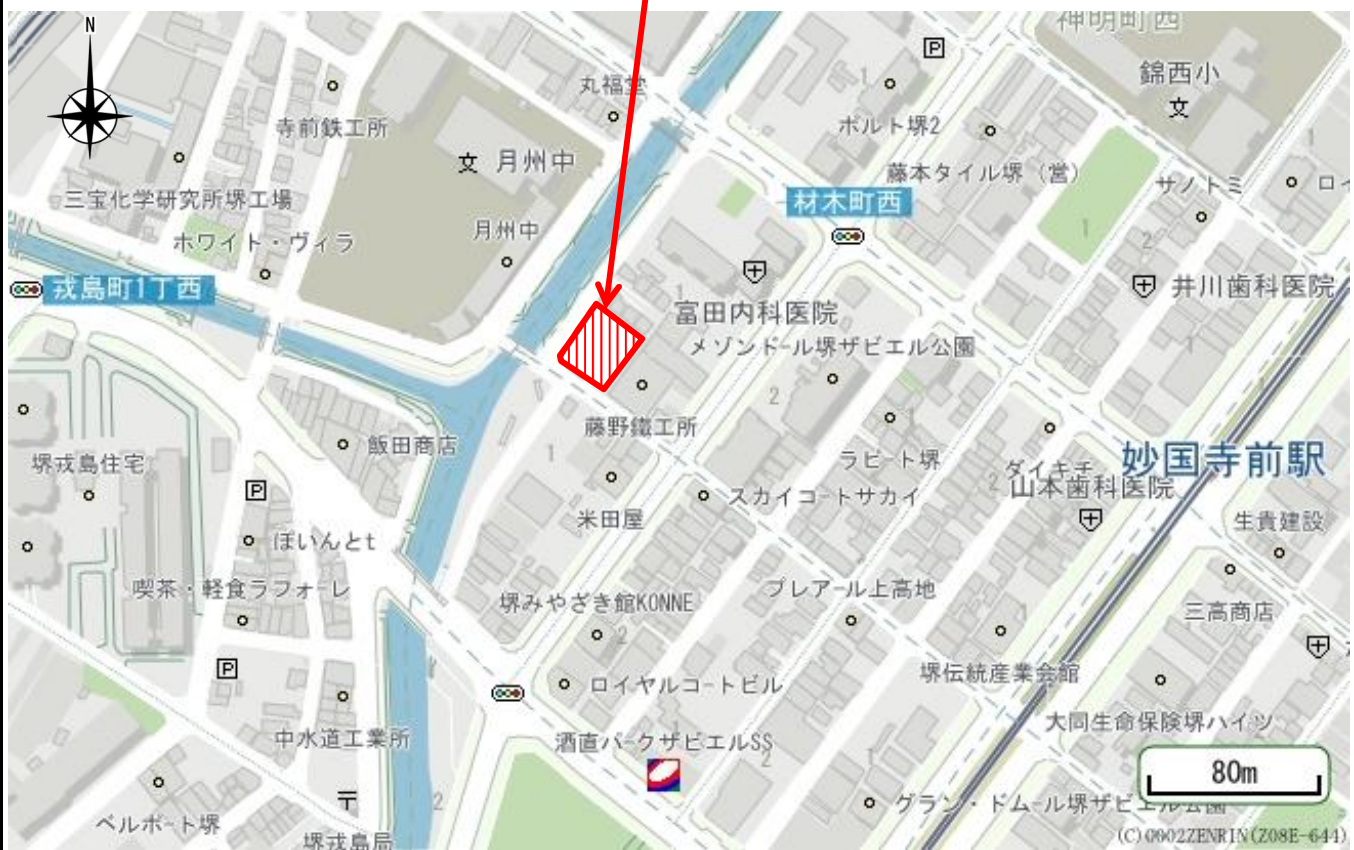 N
神明町西
P
錦西小
文
丸福堂
ボルト堺2
寺前鉄工所
文 月州中
藤本タイル堺（営）
サノトミ
三宝化学研究所堺工場
材木町西
月州中
ホワイト・ヴィラ
戎島町1丁西
井川歯科医院
富田内科医院
メゾンドール堺ザビエル公園
藤野鐵工所
飯田商店
ラピート堺
ダイキチ
妙国寺前駅
堺戎島住宅
山本歯科医院
スカイコートサカイ
P
米田屋
生貴建設
ぽいんとt
喫茶・軽食ラフォーレ
堺みやざき館KONNE
プレアール上高地
三高商店
P
堺伝統産業会館
ロイヤルコートビル
大同生命保険堺ハイツ
中水道工業所
酒直パークザビエルSS
80m
〒
グラン・ドムール堺ザビエル公園
ベルポート堺
堺戎島局
(C)0902ZENRIN(Z08E-644)
1
1
1
2
1
2
1
1
2
1
1
2
1
2
1
2